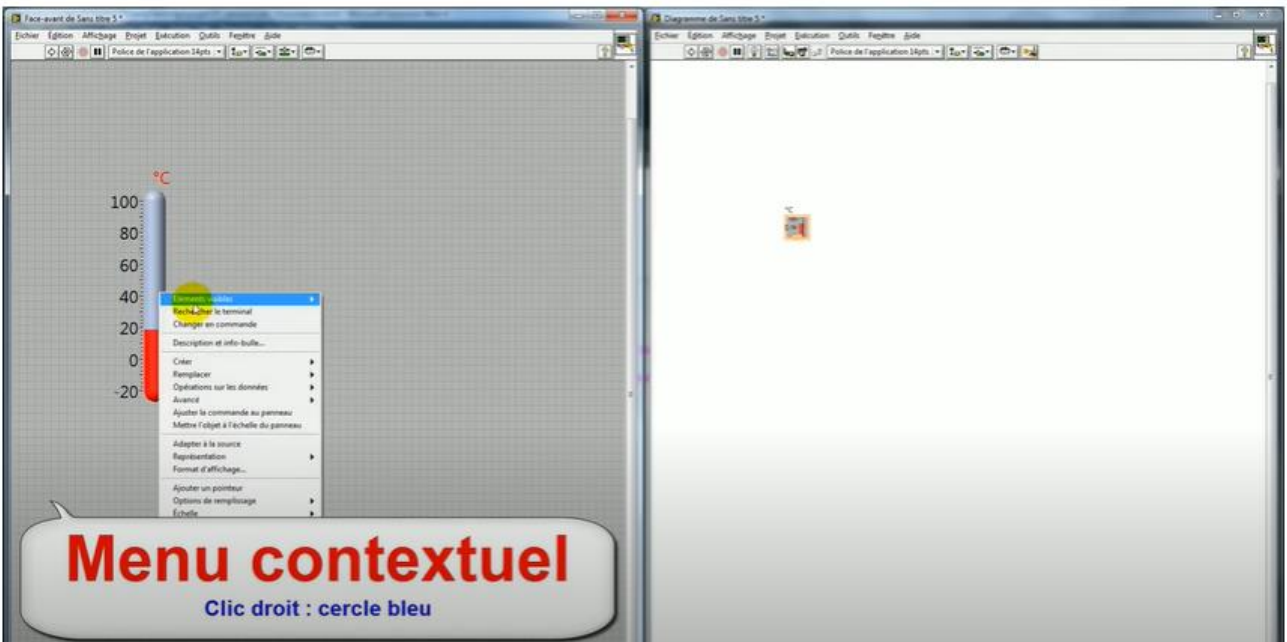 Face-avant de Sans titre 5 *
Fichier Edition Affichage Projet Exécution Outils Fenêtre Aide
Police de l'application 14pts
°C
100
80
60
40
20
0
-20
Eléments visibles
Rechercher le terminal
Changer en commande
Description et info-bulle...
Créer
Remplacer
Opérations sur les données
Avancé
Ajuster la commande au panneau
Mettre l'objet à l'échelle du panneau
Adapter à la source
Représentation
Format d'affichage...
Ajouter un pointeur
Options de remplissage
Échelle
Menu contextuel
Clic droit : cercle bleu
Diagramme de Sans titre 5 *
Fichier Edition Affichage Projet Exécution Outils Fenêtre Aide
Police de l'application 14pts
°C